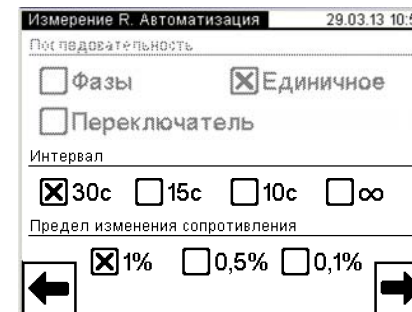 Измерение R. Автоматизация 29.03.13 10:5
Последовательность
Фазы Единичное
Переключатель
Интервал
30с 15с 10с ∞
Предел изменения сопротивления
1% 0,5% 0,1%